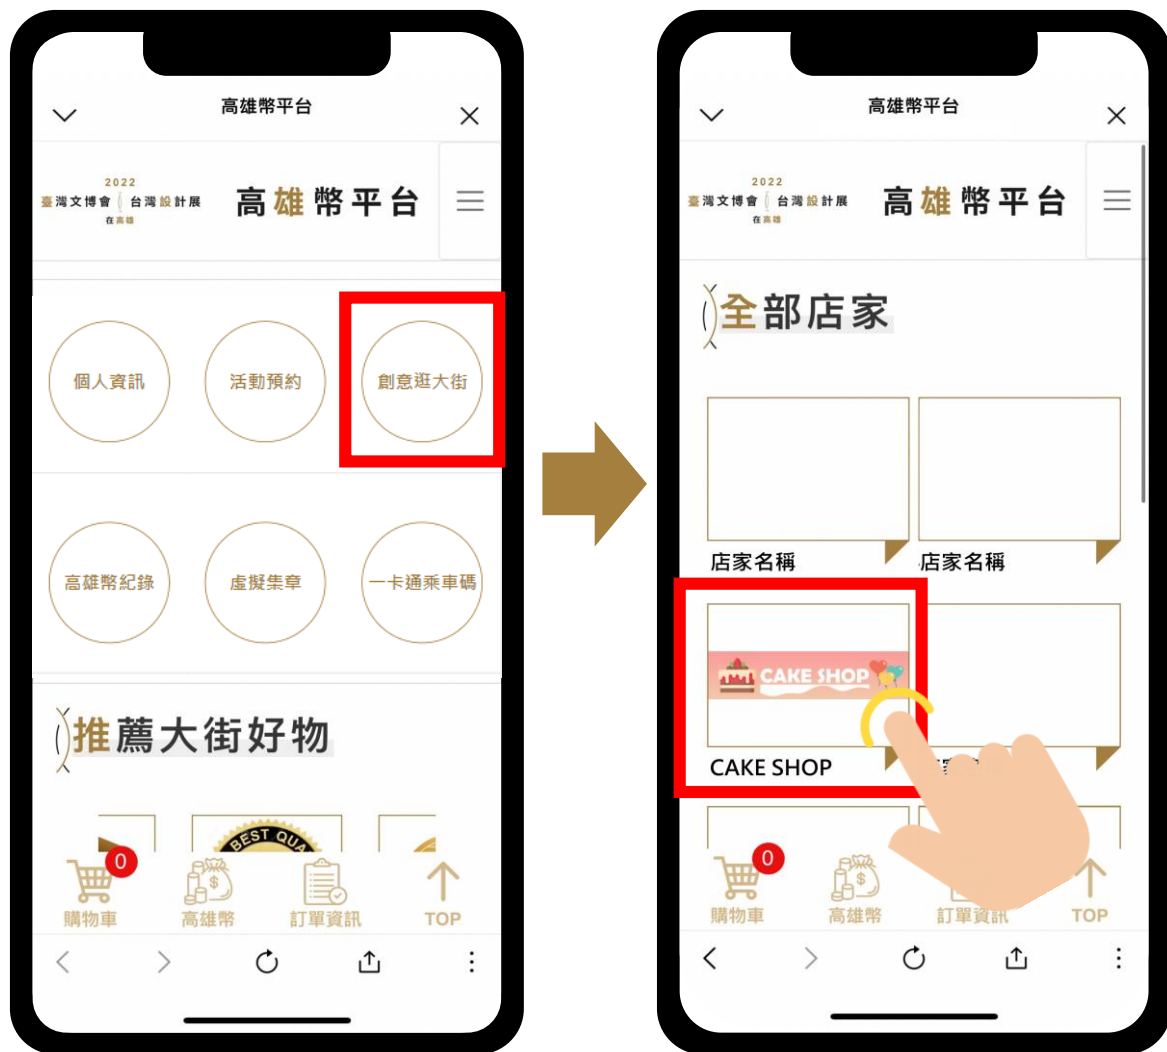 高雄幣平台
2022
臺灣文博會 台灣設計展
在高雄
高雄幣平台
個人資訊
活動預約
創意逛大街
高雄幣紀錄
虛擬集章
一卡通乘車碼
推薦大街好物
BEST QUA
0
購物車
高雄幣
訂單資訊
TOP
高雄幣平台
2022
臺灣文博會 台灣設計展
在高雄
高雄幣平台
全部店家
店家名稱
店家名稱
CAKE SHOP
CAKE SHOP
0
購物車
高雄幣
訂單資訊
TOP